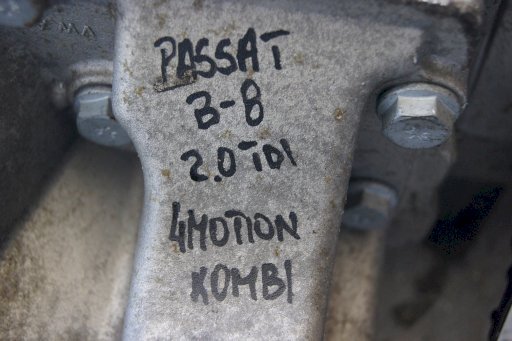 PASSAT
B-8
2.0 TDI
4MOTION
KOMBI